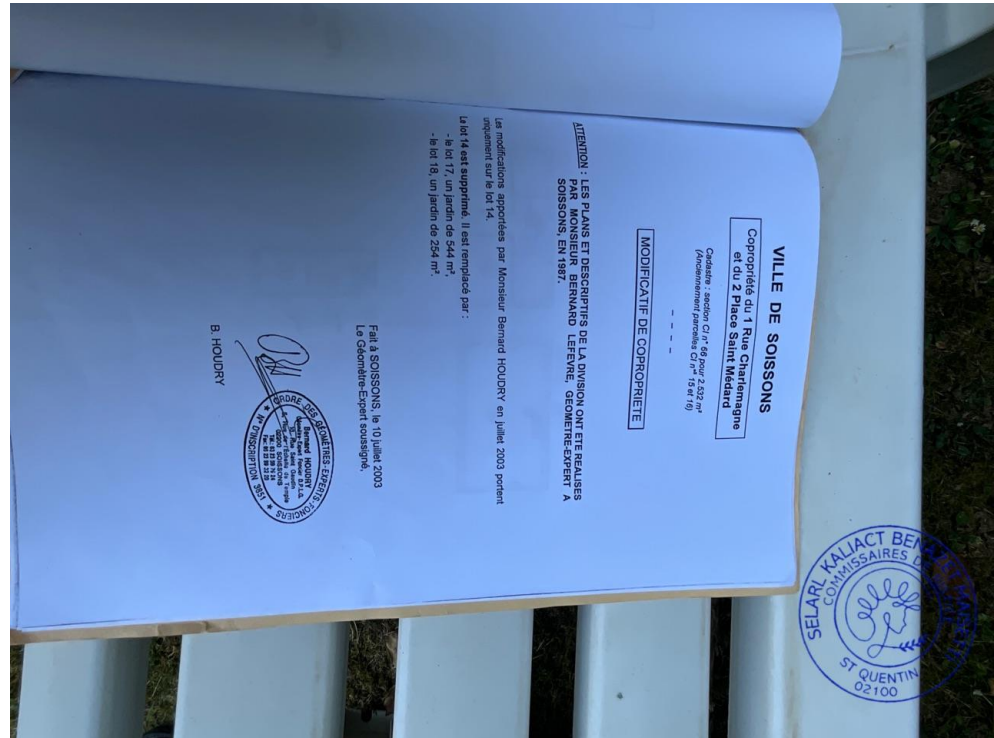 VILLE DE SOISSONS
Copropriété du 1 Rue Charlemagne
et du 2 Place Saint Médard
Cadastre : section CI n° 66 pour 2.532 m²
(Anciennement parcelles CI n°s 15 et 16)
- - - -
MODIFICATIF DE COPROPRIETE
ATTENTION : LES PLANS ET DESCRIPTIFS DE LA DIVISION ONT ETE REALISES
PAR MONSIEUR BERNARD LEFEVRE, GEOMETRE-EXPERT A
SOISSONS, EN 1987.
Les modifications apportées par Monsieur Bernard HOUDRY en juillet 2003 portent
uniquement sur le lot 14.
Le lot 14 est supprimé. Il est remplacé par :
- le lot 17, un jardin de 544 m²,
- le lot 18, un jardin de 254 m².
Fait à SOISSONS, le 10 juillet 2003
Le Géomètre-Expert soussigné,
ORDRE DES GÉOMÈTRES-EXPERTS-FONCIERS
Bernard HOUDRY
02200 SOISSONS
N° D'INSCRIPTION 3851
B. HOUDRY
SELARL KALIACT
COMMISSAIRES
ST QUENTIN
02100